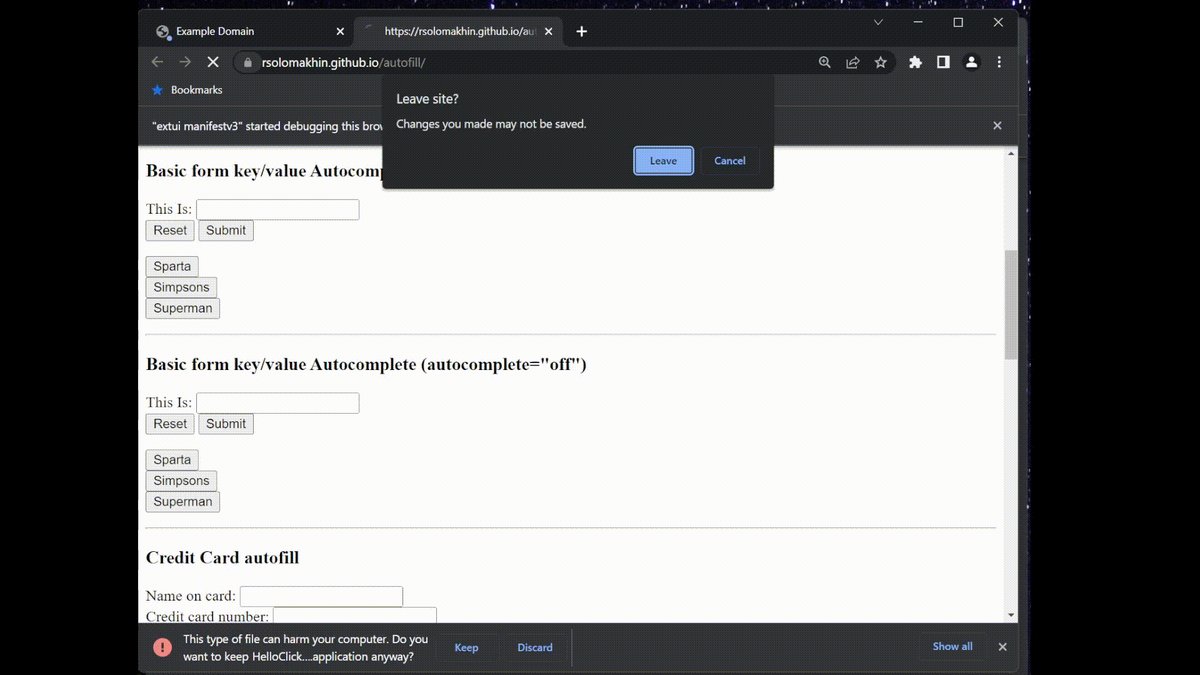 Example Domain
https://rsolomakhin.github.io/au
rsolomakhin.github.io/autofill/
Bookmarks
Leave site?
Changes you made may not be saved.
Leave
Cancel
"extui manifestv3" started debugging this
Basic form key/value
This Is:
Reset
Submit
Sparta
Simpsons
Superman
Basic form key/value Autocomplete (autocomplete="off")
This Is:
Reset
Submit
Sparta
Simpsons
Superman
Credit Card autofill
Name on card:
Credit card number:
This type of file can harm your computer. Do you
want to keep HelloClick....application anyway?
Keep
Discard
Show all